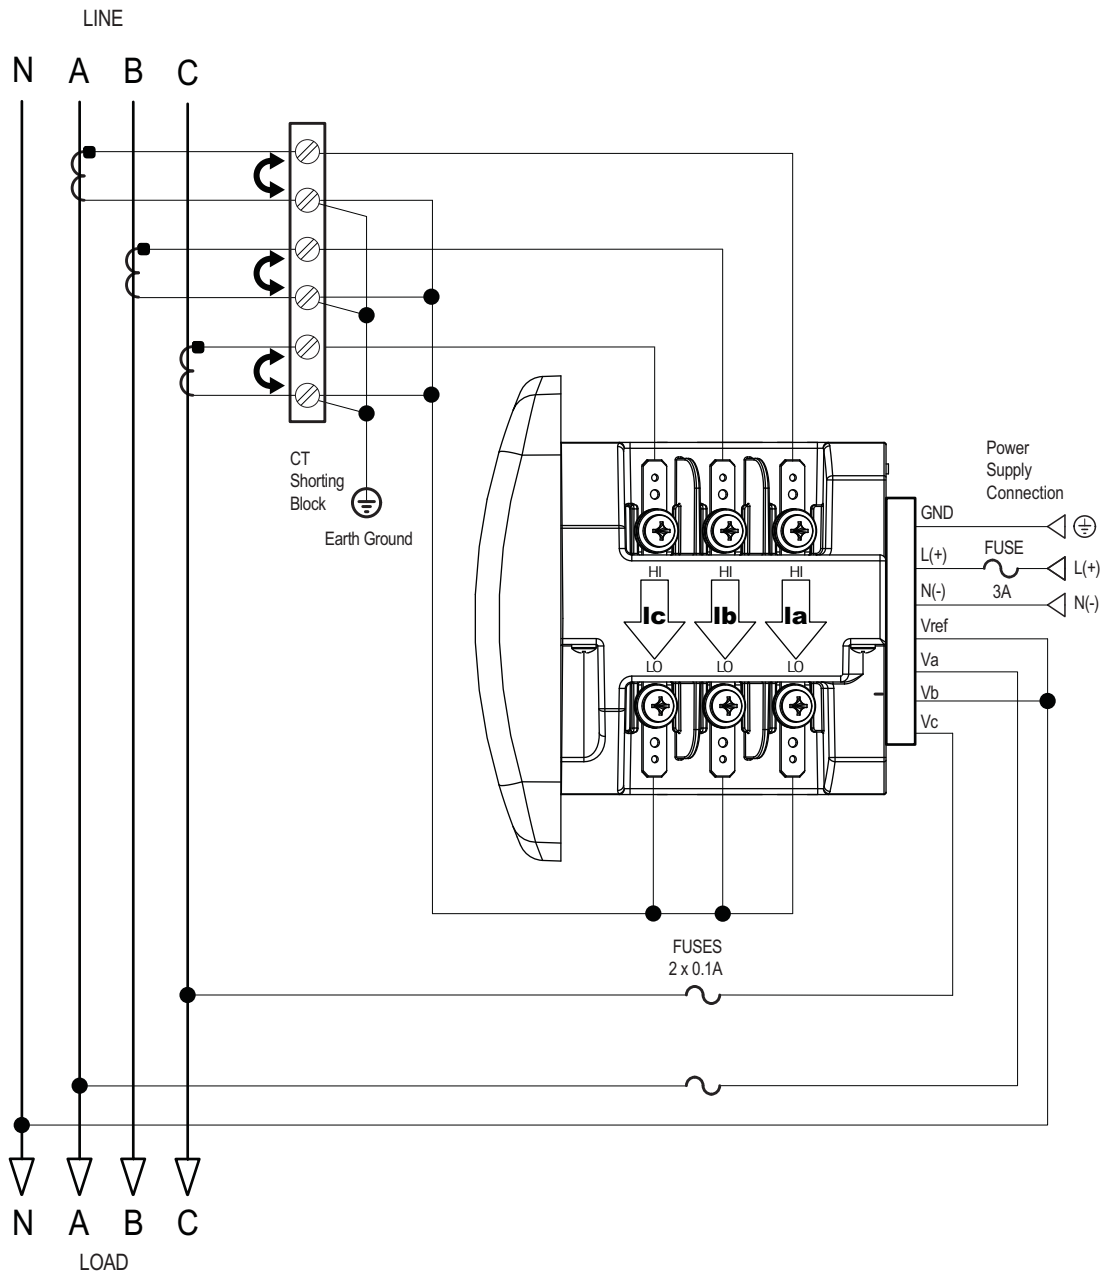 LINE
N A B C
CT
Shorting
Block
Earth Ground
Power
Supply
Connection
GND
L(+)
FUSE
L(+)
3A
N(-)
N(-)
Vref
Va
Vb
Vc
HI HI HI
Ic Ib Ia
LO LO LO
FUSES
2 x 0.1A
N A B C
LOAD